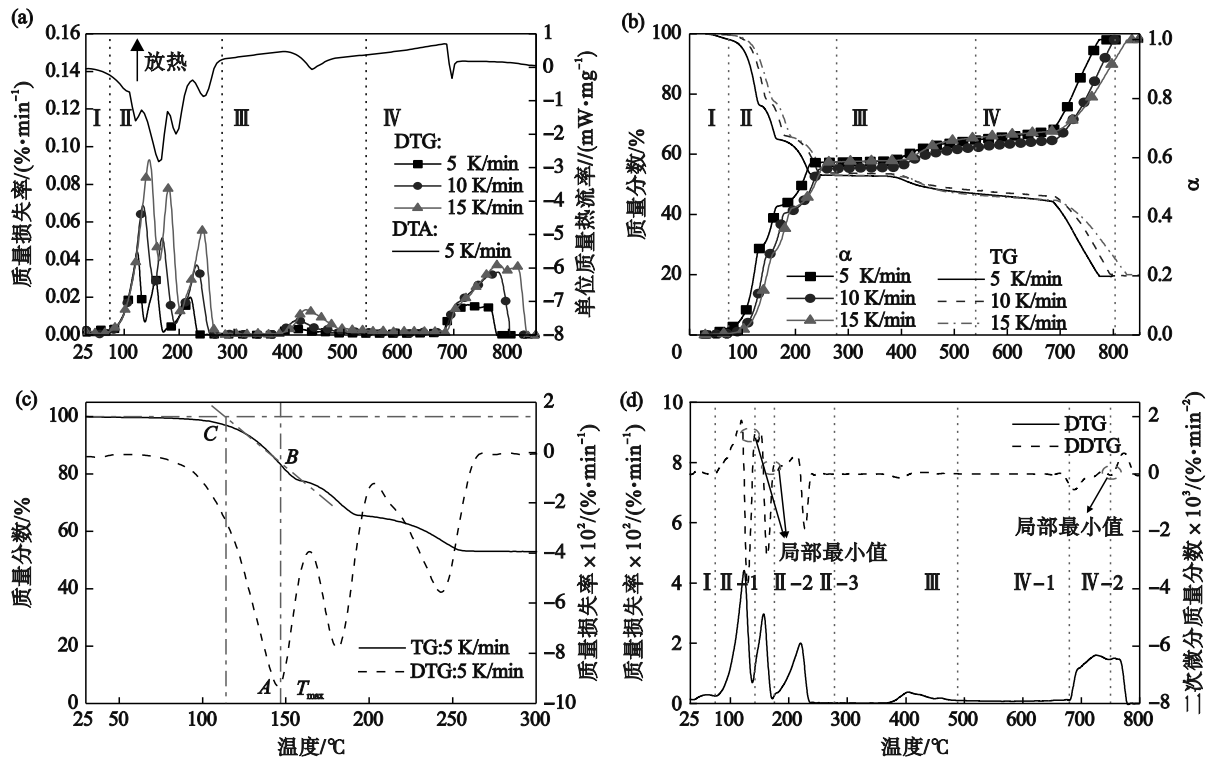 (a)
质量损失率/(%·min⁻¹)
0.16
0.14
0.12
0.10
0.08
0.06
0.04
0.02
0.00
放热
Ⅰ Ⅱ Ⅲ Ⅳ
DTG:
5 K/min
10 K/min
15 K/min
DTA:
5 K/min
1
0
−1
−2
−3
−4
−5
−6
−7
−8
单位质量热流率/(mW·mg⁻¹)
25 100 200 300 400 500 600 700 800
(b)
质量分数/%
100
80
60
40
20
0
Ⅰ Ⅱ Ⅲ Ⅳ
α
5 K/min
10 K/min
15 K/min
TG
5 K/min
10 K/min
15 K/min
1.0
0.8
0.6
0.4
0.2
0.0
α
0 100 200 300 400 500 600 700 800
(c)
质量分数/%
100
80
60
40
20
0
C
B
A
Tmax
TG:5 K/min
DTG:5 K/min
2
0
−2
−4
−6
−8
−10
质量损失率×10²/(%·min⁻¹)
25 50 100 150 200 250 300
温度/℃
(d)
质量损失率×10²/(%·min⁻¹)
10
8
6
4
2
0
DTG
DDTG
局部最小值
局部最小值
Ⅰ Ⅱ-1 Ⅱ-2 Ⅱ-3 Ⅲ Ⅳ-1 Ⅳ-2
2
0
−2
−4
−6
−8
二次微分质量分数×10³/(%·min⁻²)
25 100 200 300 400 500 600 700 800
温度/℃